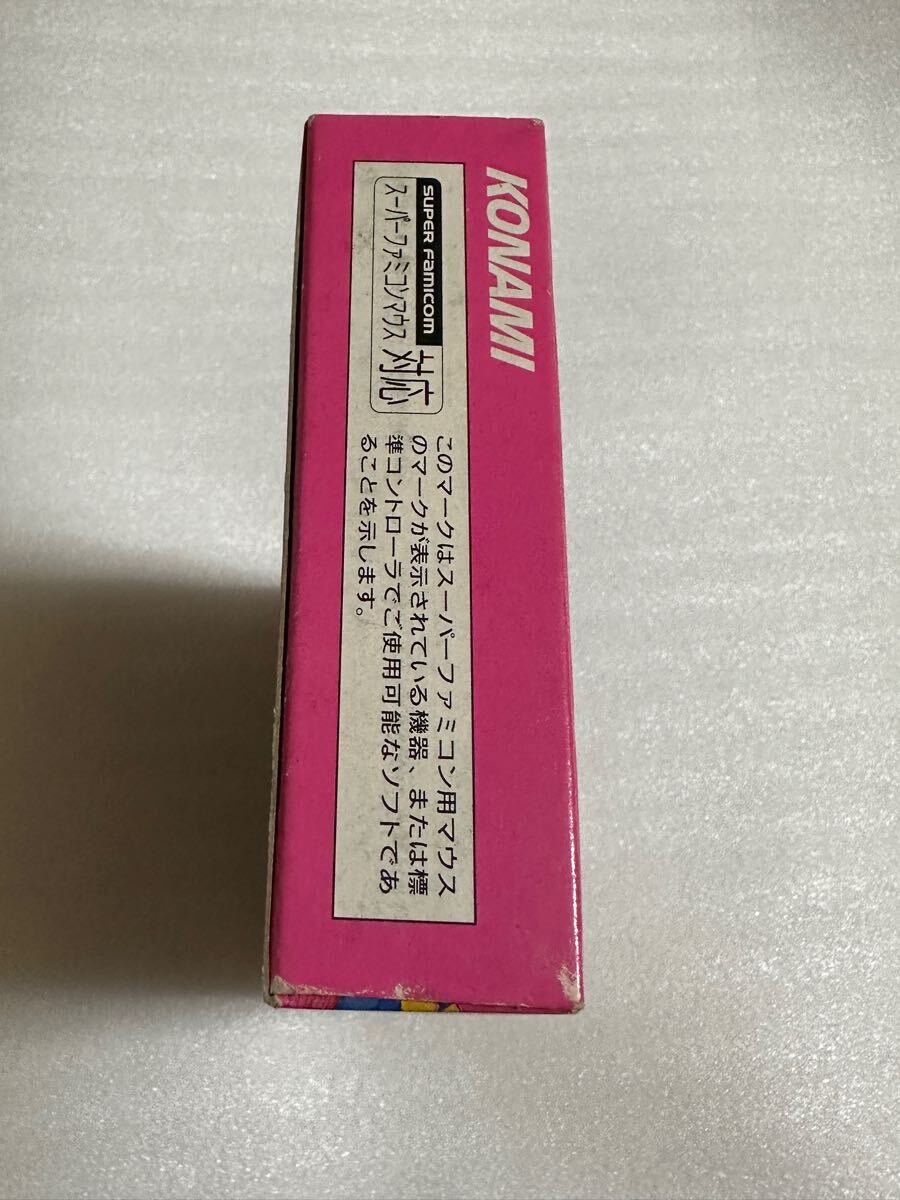 KONAMI
SUPER FAMICOM
スーパーファミコンマウス対応
このマークはスーパーファミコン用マウス
のマークが表示されている機器、または標
準コントローラでご使用可能なソフトであ
ることを示します。